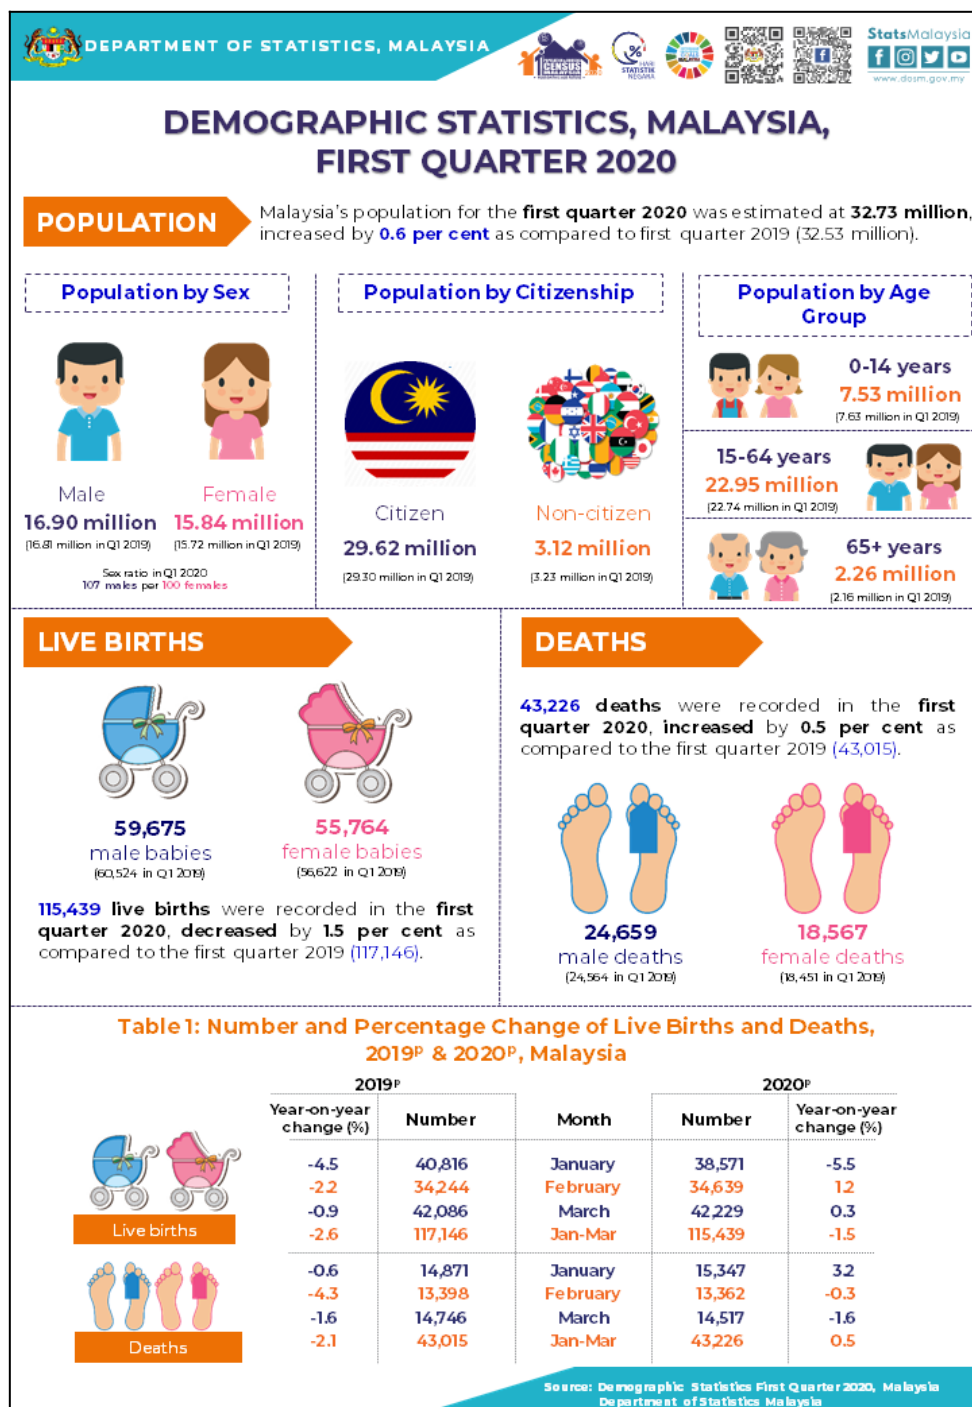 DEPARTMENT OF STATISTICS, MALAYSIA
CENSUS
HARI
STATISTIK
NEGARA
StatsMalaysia
www.dosm.gov.my
DEMOGRAPHIC STATISTICS, MALAYSIA,
FIRST QUARTER 2020
POPULATION
Malaysia's population for the first quarter 2020 was estimated at 32.73 million,
increased by 0.6 per cent as compared to first quarter 2019 (32.53 million).
Population by Sex
Male
16.90 million
(16.81 million in Q1 2019)
Female
15.84 million
(15.72 million in Q1 2019)
Sex ratio in Q1 2020
107 males per 100 females
Population by Citizenship
Citizen
29.62 million
(29.30 million in Q1 2019)
Non-citizen
3.12 million
(3.23 million in Q1 2019)
Population by Age
Group
0-14 years
7.53 million
(7.63 million in Q1 2019)
15-64 years
22.95 million
(22.74 million in Q1 2019)
65+ years
2.26 million
(2.16 million in Q1 2019)
LIVE BIRTHS
59,675
male babies
(60,524 in Q1 2019)
55,764
female babies
(56,622 in Q1 2019)
115,439 live births were recorded in the first
quarter 2020, decreased by 1.5 per cent as
compared to the first quarter 2019 (117,146).
DEATHS
43,226 deaths were recorded in the first
quarter 2020, increased by 0.5 per cent as
compared to the first quarter 2019 (43,015).
24,659
male deaths
(24,564 in Q1 2019)
18,567
female deaths
(18,451 in Q1 2019)
Table 1: Number and Percentage Change of Live Births and Deaths,
2019ᵖ & 2020ᵖ, Malaysia
2019ᵖ 2020ᵖ
Year-on-year change (%) Number Month Number Year-on-year change (%)
Live births
-4.5 40,816 January 38,571 -5.5
-2.2 34,244 February 34,639 1.2
-0.9 42,086 March 42,229 0.3
-2.6 117,146 Jan-Mar 115,439 -1.5
Deaths
-0.6 14,871 January 15,347 3.2
-4.3 13,398 February 13,362 -0.3
-1.6 14,746 March 14,517 -1.6
-2.1 43,015 Jan-Mar 43,226 0.5
Source: Demographic Statistics First Quarter 2020, Malaysia
Department of Statistics Malaysia